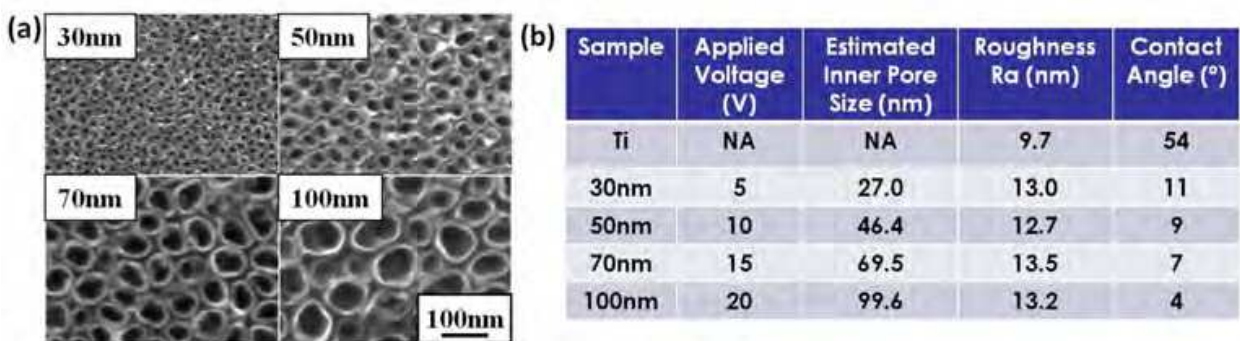 (a)
30nm
50nm
70nm
100nm
100nm
(b)
Sample Applied Voltage (V) Estimated Inner Pore Size (nm) Roughness Ra (nm) Contact Angle (º)
Ti NA NA 9.7 54
30nm 5 27.0 13.0 11
50nm 10 46.4 12.7 9
70nm 15 69.5 13.5 7
100nm 20 99.6 13.2 4